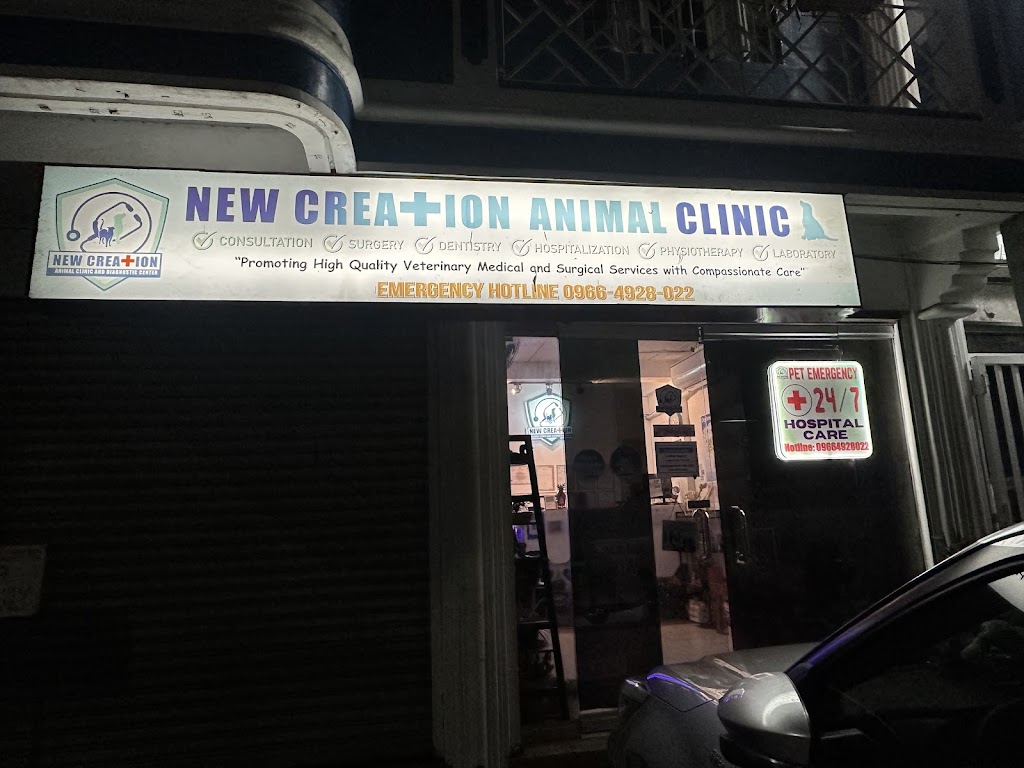 NEW CREATION ANIMAL CLINIC
CONSULTATION SURGERY DENTISTRY HOSPITALIZATION PHYSIOTHERAPY LABORATORY
"Promoting High Quality Veterinary Medical and Surgical Services with Compassionate Care"
EMERGENCY HOTLINE 0966-4928-022
NEW CREATION
ANIMAL CLINIC AND DIAGNOSTIC CENTER
NEW CREATION
PET EMERGENCY
24/7
HOSPITAL
CARE
Hotline: 09664928022